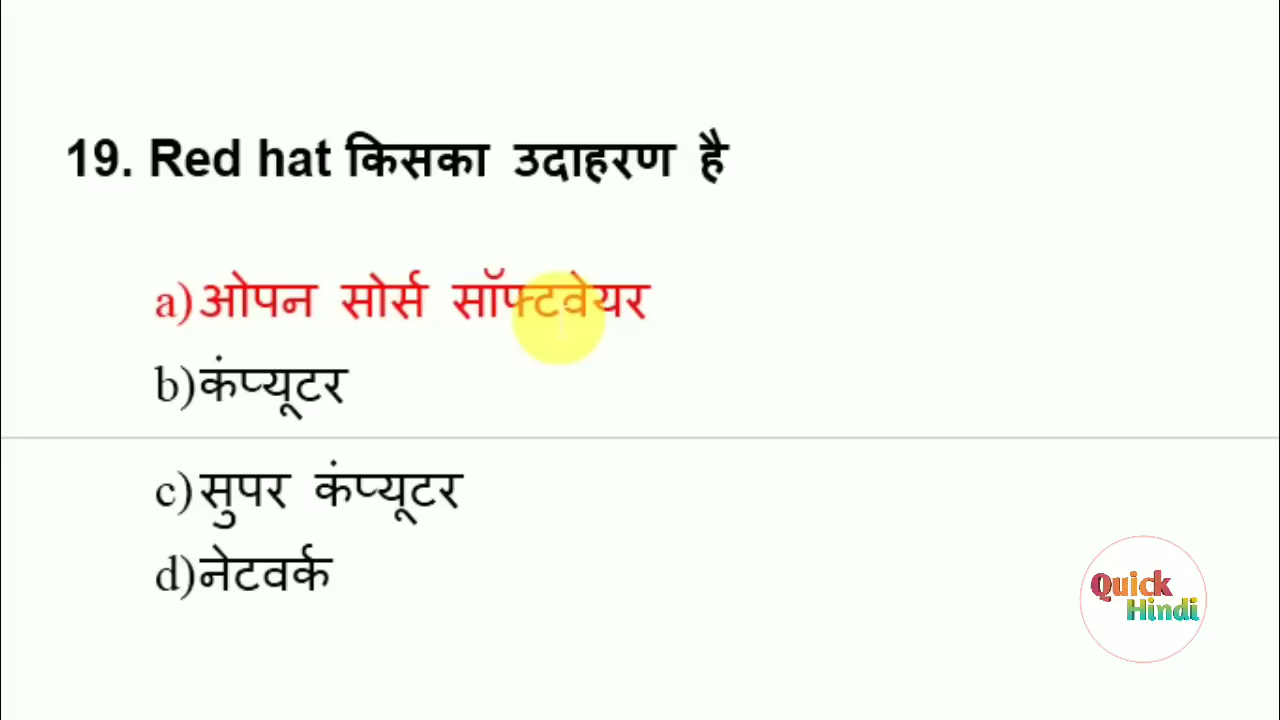 19. Red hat किसका उदाहरण है
a)ओपन सोर्स सॉफ्टवेयर
b)कंप्यूटर
c)सुपर कंप्यूटर
d)नेटवर्क
Quick
Hindi